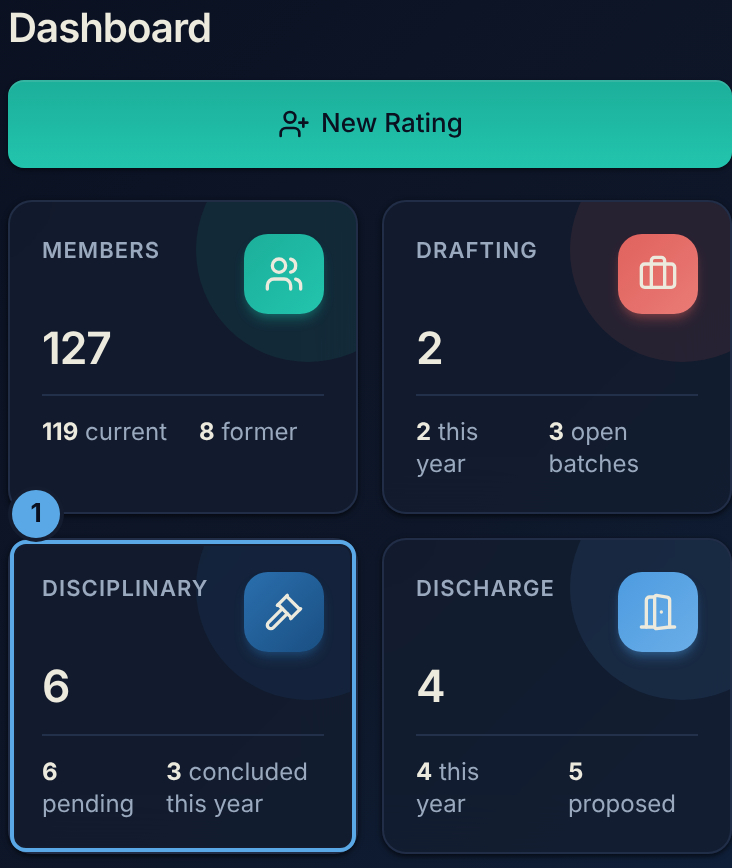 Dashboard
New Rating
MEMBERS
127
119 current 8 former
DRAFTING
2
2 this year
3 open batches
1
DISCIPLINARY
6
6 pending
3 concluded this year
DISCHARGE
4
4 this year
5 proposed